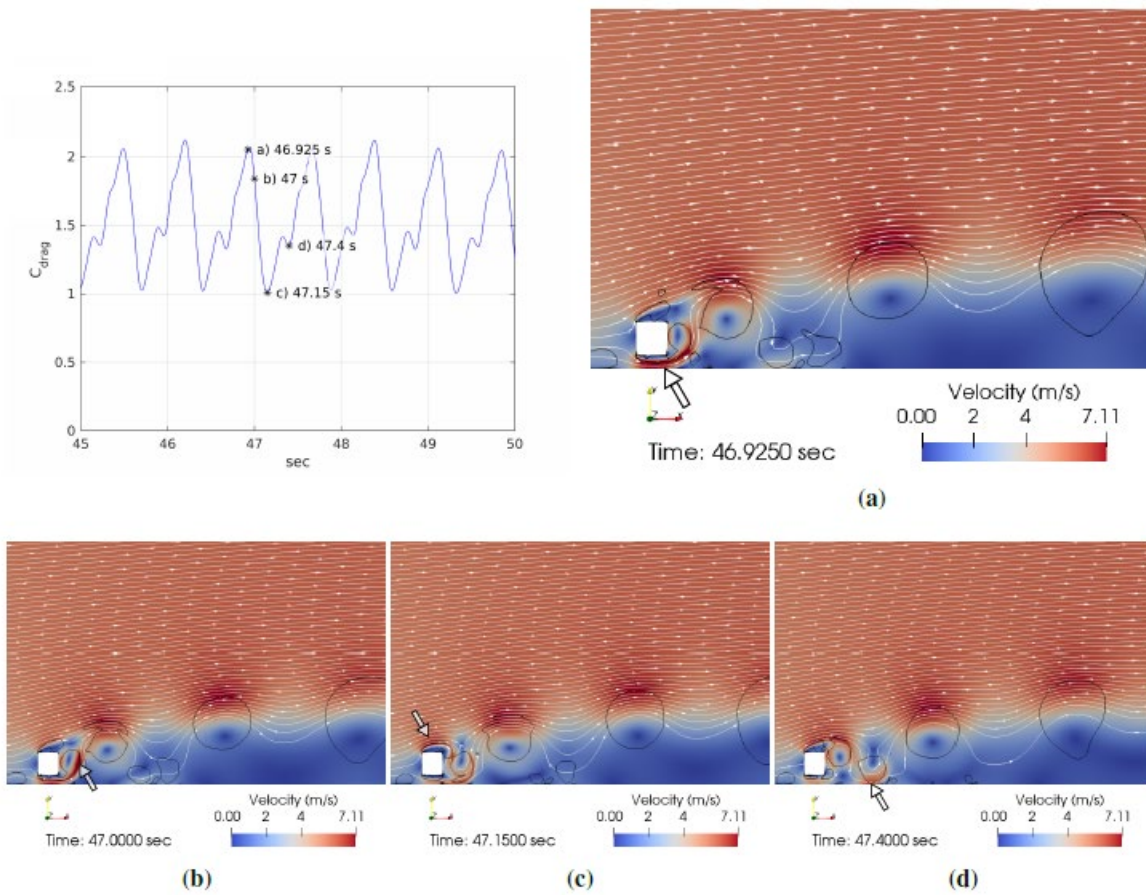 2.5
2
1.5
1
0.5
0
45
46
47
48
49
50
sec
C_drag
a) 46.925 s
b) 47 s
d) 47.4 s
c) 47.15 s
Velocity (m/s)
0.00 2 4 7.11
Time: 46.9250 sec
(a)
Velocity (m/s)
0.00 2 4 7.11
Time: 47.0000 sec
(b)
Velocity (m/s)
0.00 2 4 7.11
Time: 47.1500 sec
(c)
Velocity (m/s)
0.00 2 4 7.11
Time: 47.4000 sec
(d)